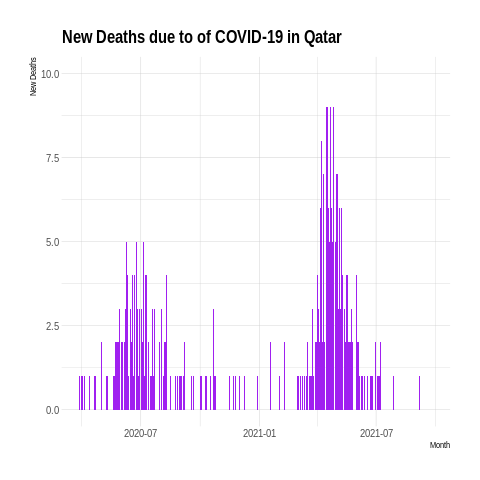 New Deaths due to of COVID-19 in Qatar
New Deaths
10.0
7.5
5.0
2.5
0.0
2020-07
2021-01
2021-07
Month